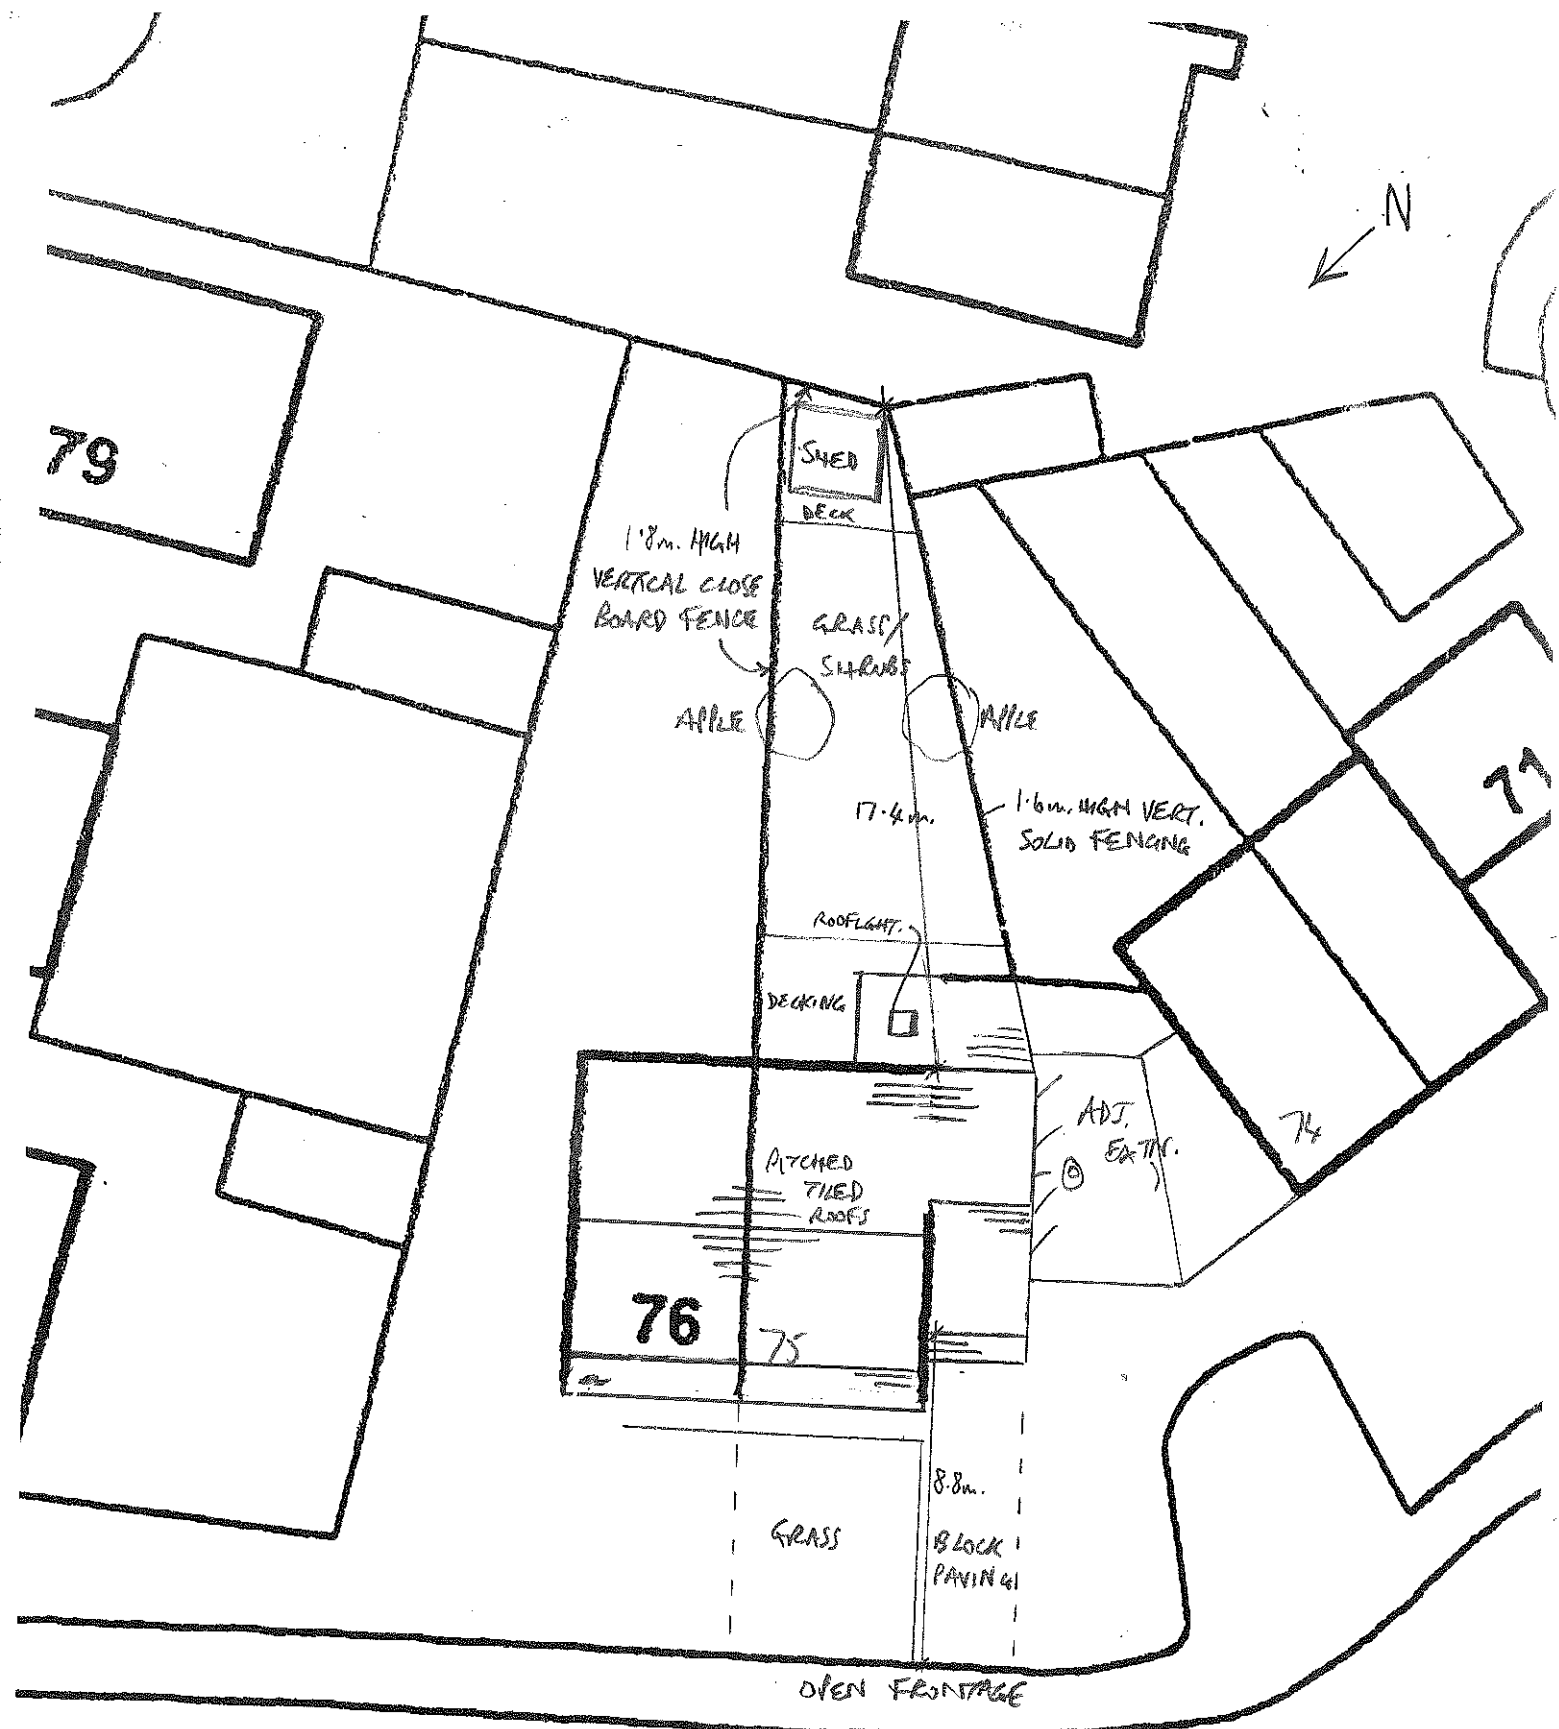 N
79
SHED
DECK
1.8m. HIGH
VERTICAL CLOSE
BOARD FENCE
GRASS/
SHRUBS
APPLE
APPLE
17.4m.
1.6m. HIGH VERT.
SOLID FENCING
71
ROOFLGHT.
DECKING
ADJ.
EXTN.
74
PITCHED
TILED
ROOFS
76
75
8.8m.
GRASS
BLOCK
PAVING
OPEN FRONTAGE